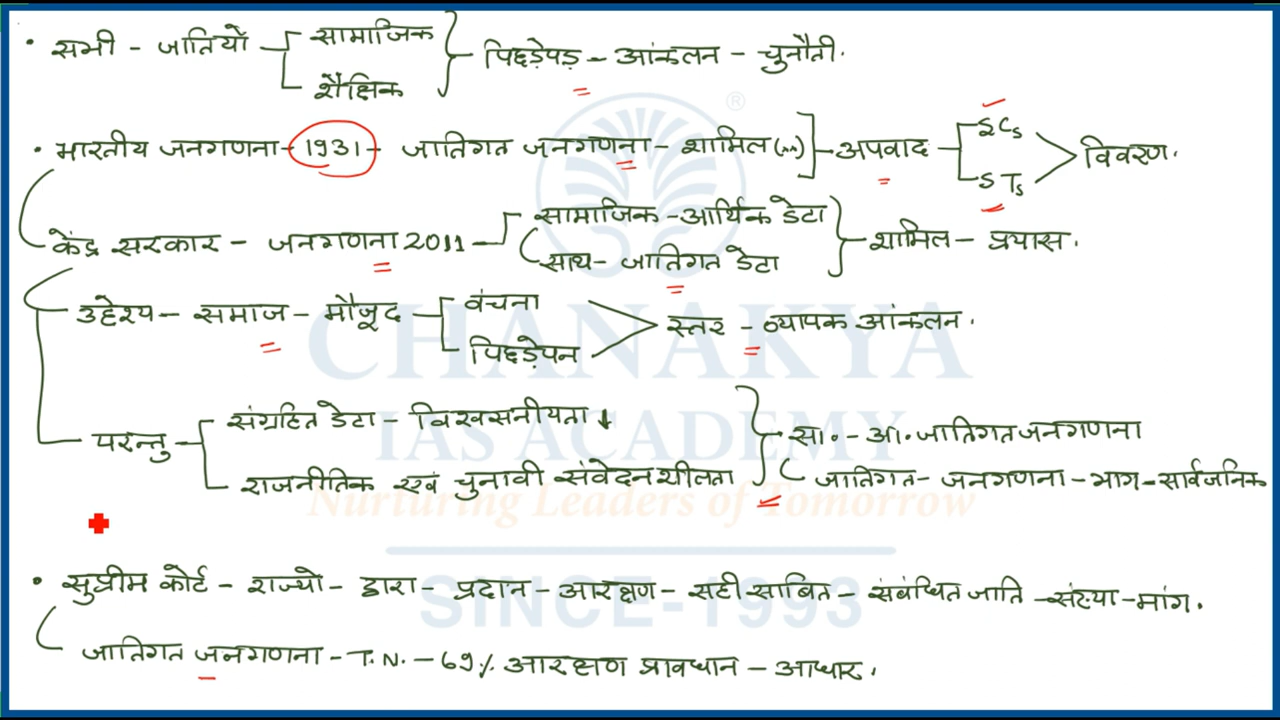 • सभी - जातियों - सामाजिक
शैक्षिक
पिछड़ेपड़ - आंकलन - चुनौती.
• भारतीय जनगणना - 1931 - जातिगत जनगणना - शामिल (না) - अपवाद - SCs
STs
विवरण.
केंद्र सरकार - जनगणना 2011 - सामाजिक - आर्थिक डेटा
साथ - जातिगत डेटा
शामिल - प्रयास.
उद्देश्य - समाज - मौजूद - वंचना
पिछड़ेपन
स्तर - व्यापक आंकलन.
परन्तु - संग्रहित डेटा - विश्वसनीयता ↓
राजनीतिक एवं चुनावी संवेदनशीलता
सा. - आ. जातिगत जनगणना
जातिगत - जनगणना - भाग - सार्वजनिक
• सुप्रीम कोर्ट - राज्यो - द्वारा - प्रदान - आरक्षण - सही साबित - संबंधित जाति - संख्या - मांग.
जातिगत जनगणना - T.N. - 69% आरक्षण प्रावधान - आधार.
CHANAKYA
IAS ACADEMY
Nurturing Leaders of Tomorrow
SINCE-1993